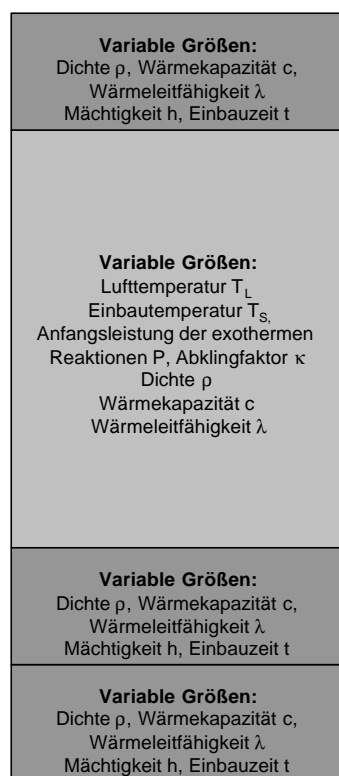 Variable Größen:
Dichte ρ, Wärmekapazität c,
Wärmeleitfähigkeit λ
Mächtigkeit h, Einbauzeit t
Variable Größen:
Lufttemperatur T_L
Einbautemperatur T_S,
Anfangsleistung der exothermen
Reaktionen P, Abklingfaktor κ
Dichte ρ
Wärmekapazität c
Wärmeleitfähigkeit λ
Variable Größen:
Dichte ρ, Wärmekapazität c,
Wärmeleitfähigkeit λ
Mächtigkeit h, Einbauzeit t
Variable Größen:
Dichte ρ, Wärmekapazität c,
Wärmeleitfähigkeit λ
Mächtigkeit h, Einbauzeit t